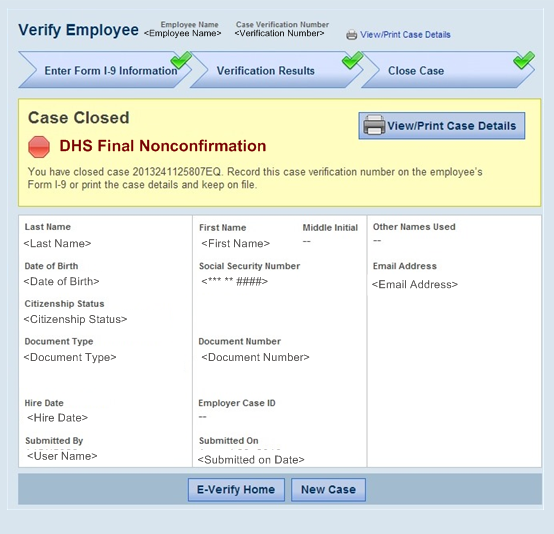 Verify Employee
Employee Name
<Employee Name>
Case Verification Number
<Verification Number>
View/Print Case Details
Enter Form I-9 Information
Verification Results
Close Case
Case Closed
View/Print Case Details
DHS Final Nonconfirmation
You have closed case 2013241125807EQ. Record this case verification number on the employee's
Form I-9 or print the case details and keep on file.
Last Name
<Last Name>
First Name
<First Name>
Middle Initial
--
Other Names Used
--
Date of Birth
<Date of Birth>
Social Security Number
<*** ** ####>
Email Address
<Email Address>
Citizenship Status
<Citizenship Status>
Document Type
<Document Type>
Document Number
<Document Number>
Hire Date
<Hire Date>
Employer Case ID
--
Submitted By
<User Name>
Submitted On
<Submitted on Date>
E-Verify Home
New Case